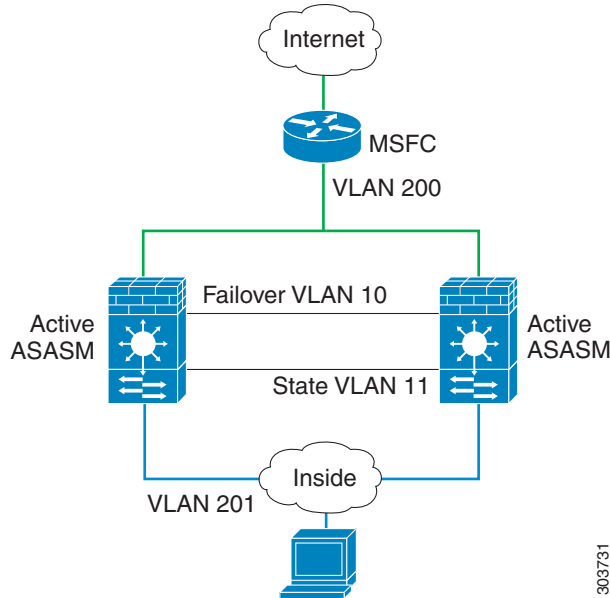 Internet
MSFC
VLAN 200
Failover VLAN 10
Active
ASASM
Active
ASASM
State VLAN 11
Inside
VLAN 201
303731